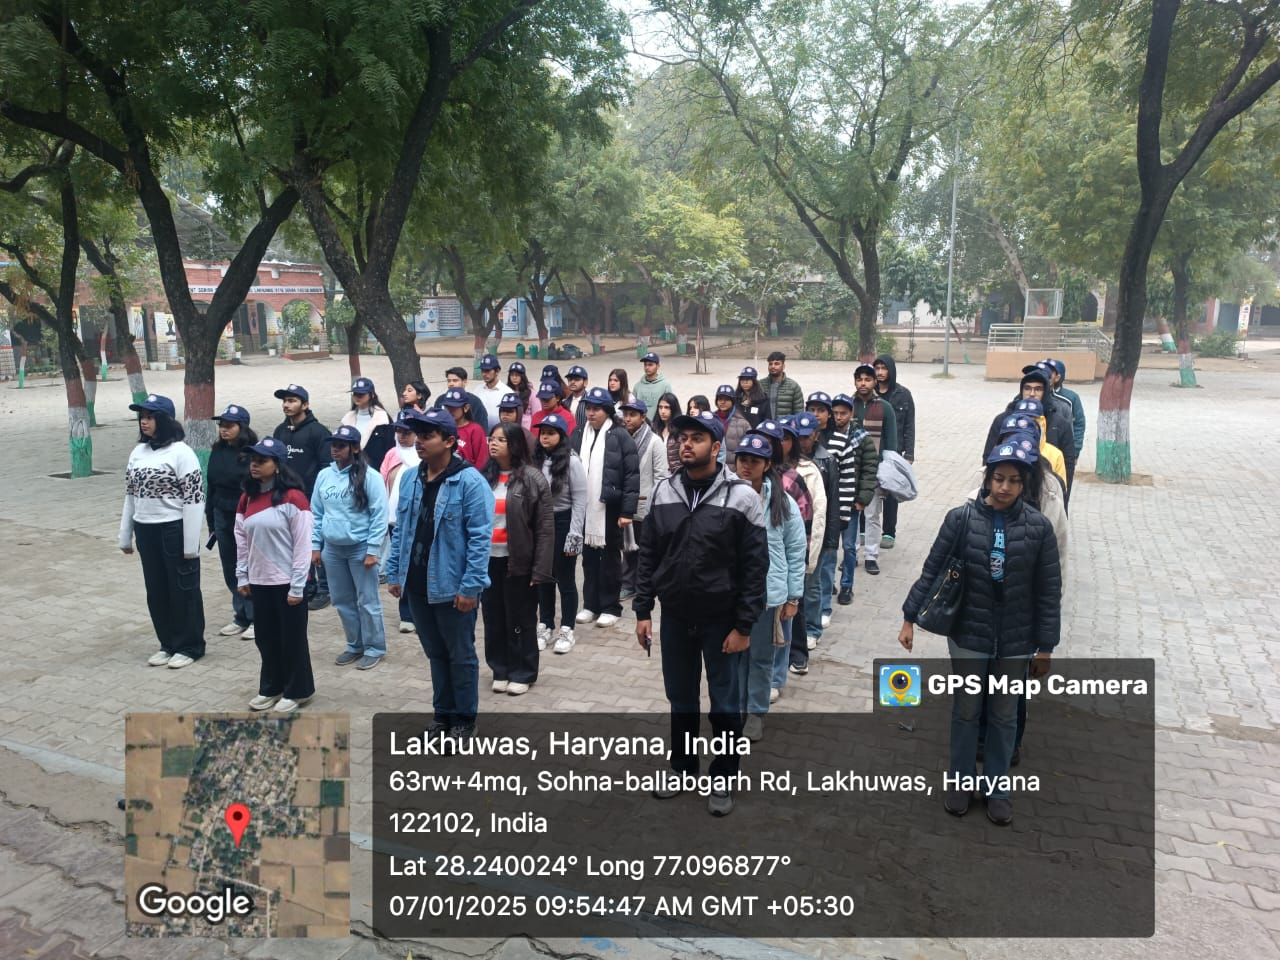 GPS Map Camera
Lakhuwas, Haryana, India
63rw+4mq, Sohna-ballabgarh Rd, Lakhuwas, Haryana
122102, India
Lat 28.240024° Long 77.096877°
07/01/2025 09:54:47 AM GMT +05:30
Google